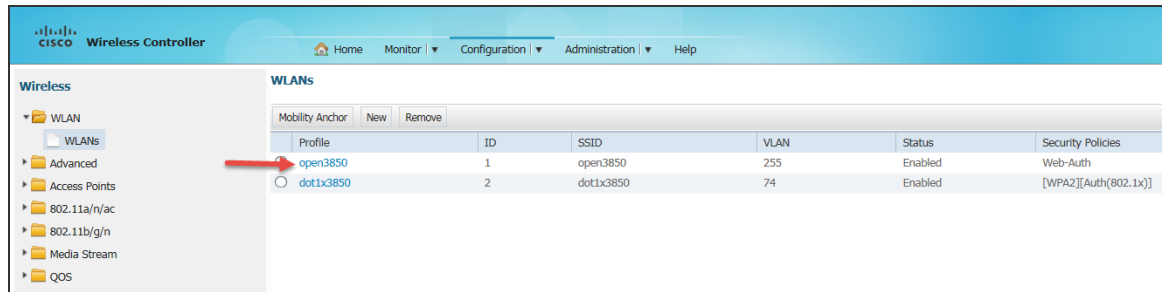 CISCO Wireless Controller
Home Monitor Configuration Administration Help
Wireless
WLAN
WLANs
Advanced
Access Points
802.11a/n/ac
802.11b/g/n
Media Stream
QOS
WLANs
Mobility Anchor New Remove
Profile ID SSID VLAN Status Security Policies
open3850 1 open3850 255 Enabled Web-Auth
dot1x3850 2 dot1x3850 74 Enabled [WPA2][Auth(802.1x)]